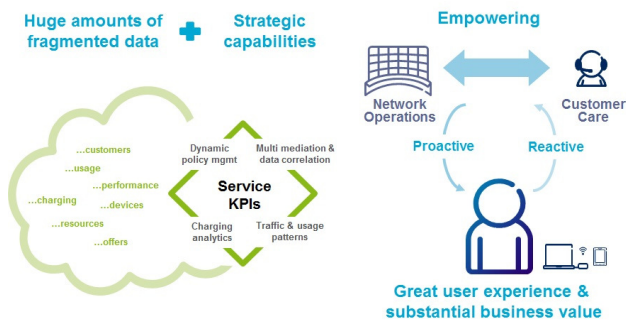 Huge amounts of
fragmented data
Strategic
capabilities
...customers
...usage
...performance
...charging
...devices
...resources
...offers
Dynamic
policy mgmt
Multi mediation &
data correlation
Service
KPIs
Charging
analytics
Traffic & usage
patterns
Empowering
Network
Operations
Customer
Care
Proactive
Reactive
Great user experience &
substantial business value